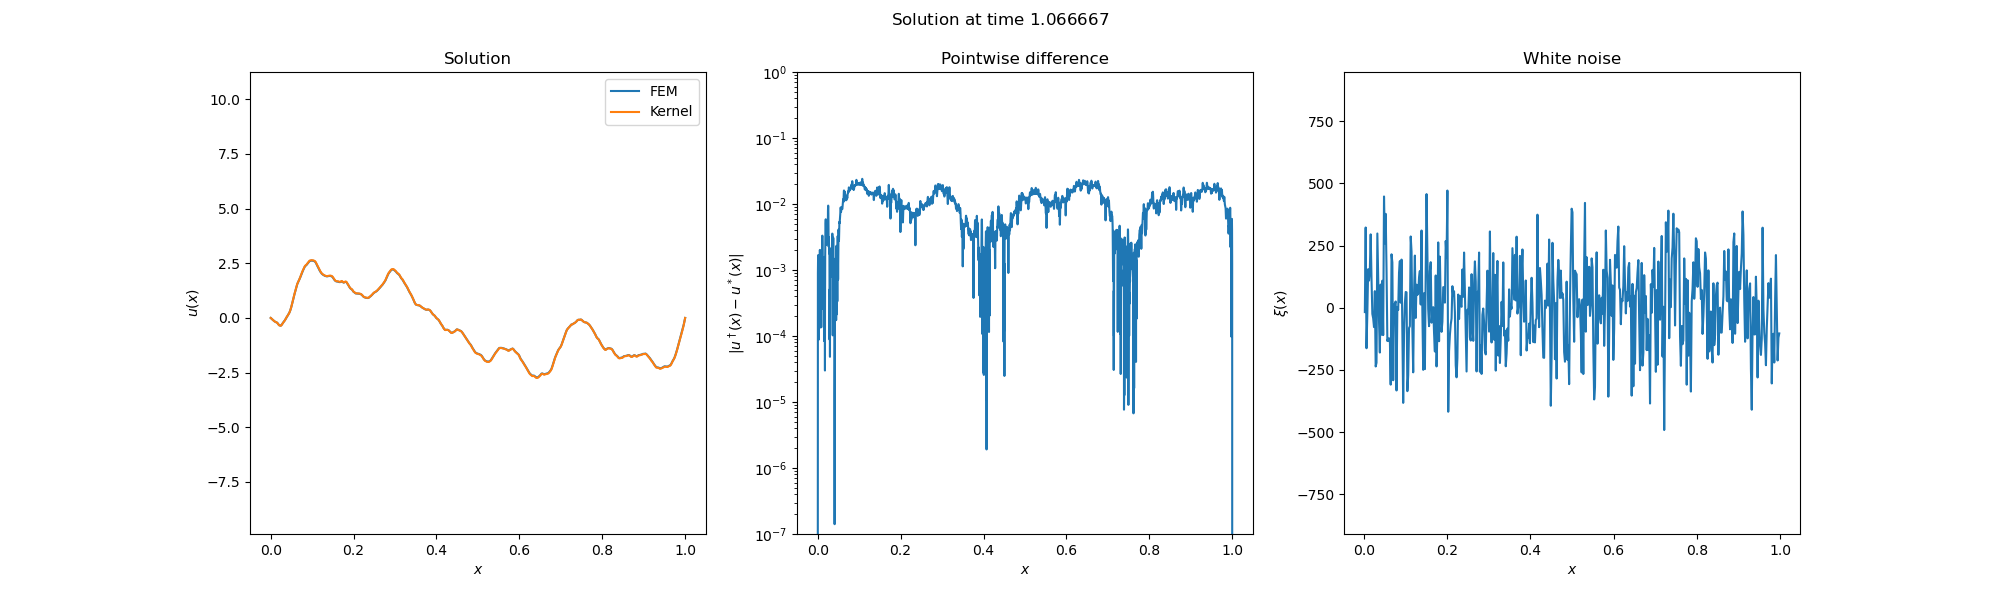 Solution at time 1.066667
Solution
FEM
Kernel
10.0
7.5
5.0
2.5
0.0
−2.5
−5.0
−7.5
u(x)
0.0 0.2 0.4 0.6 0.8 1.0
x
Pointwise difference
10⁰
10⁻¹
10⁻²
10⁻³
10⁻⁴
10⁻⁵
10⁻⁶
10⁻⁷
|u†(x) − u*(x)|
0.0 0.2 0.4 0.6 0.8 1.0
x
White noise
750
500
250
0
−250
−500
−750
ξ(x)
0.0 0.2 0.4 0.6 0.8 1.0
x